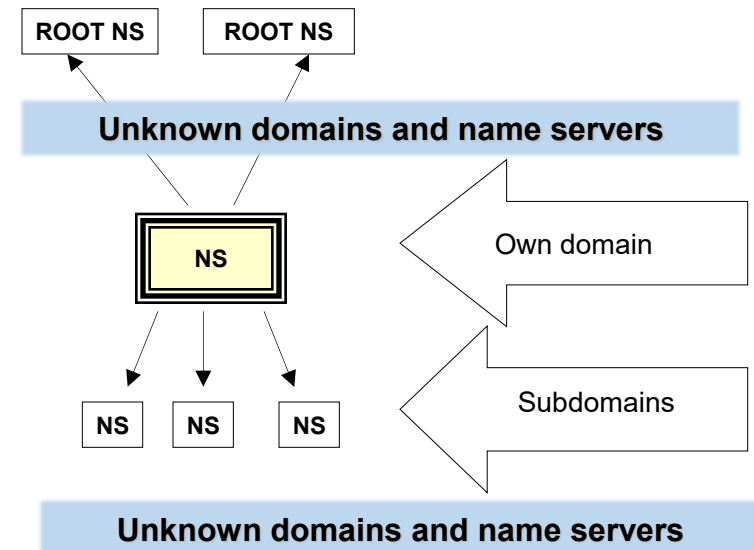 ROOT NS ROOT NS
Unknown domains and name servers
NS
Own domain
NS NS NS
Subdomains
Unknown domains and name servers